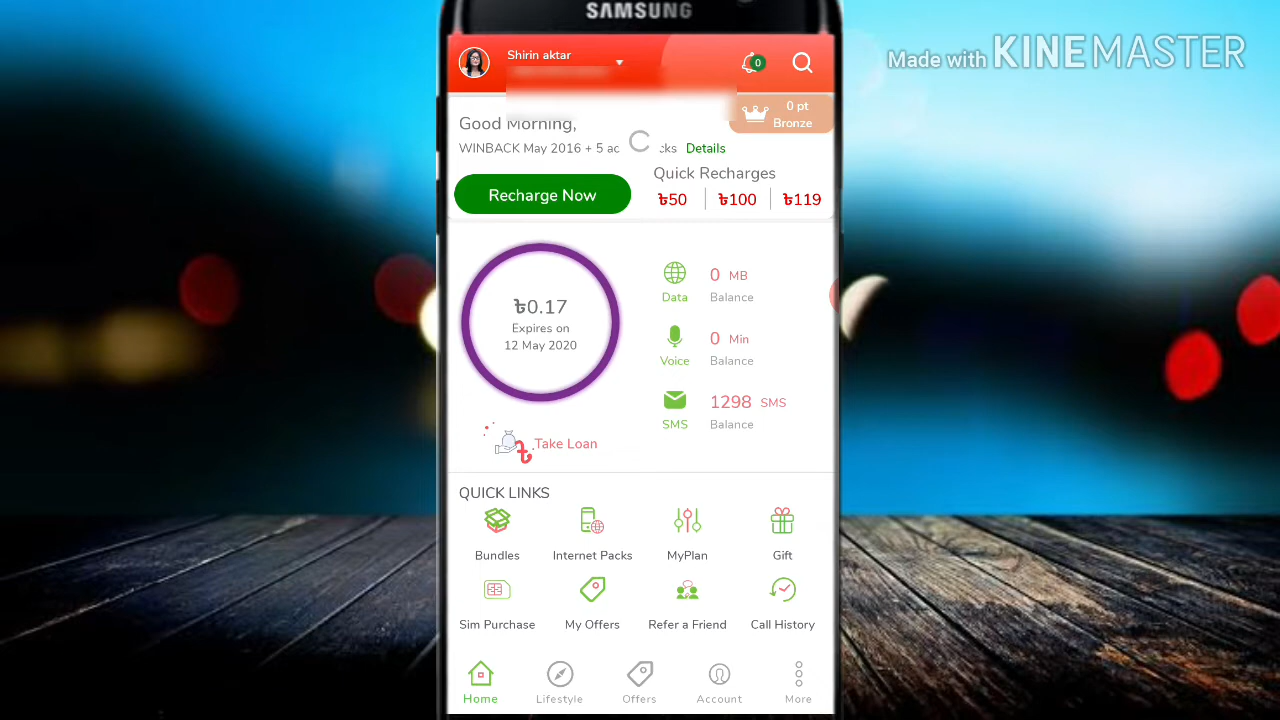 SAMSUNG
Made with KINEMASTER
Shirin aktar
0
0 pt
Bronze
Good Morning,
WINBACK May 2016 + 5 ac
cks Details
Recharge Now
Quick Recharges
৳50
৳100
৳119
৳0.17
Expires on
12 May 2020
0 MB
Data Balance
0 Min
Voice Balance
1298 SMS
SMS Balance
Take Loan
QUICK LINKS
Bundles Internet Packs MyPlan Gift
Sim Purchase My Offers Refer a Friend Call History
Home Lifestyle Offers Account More